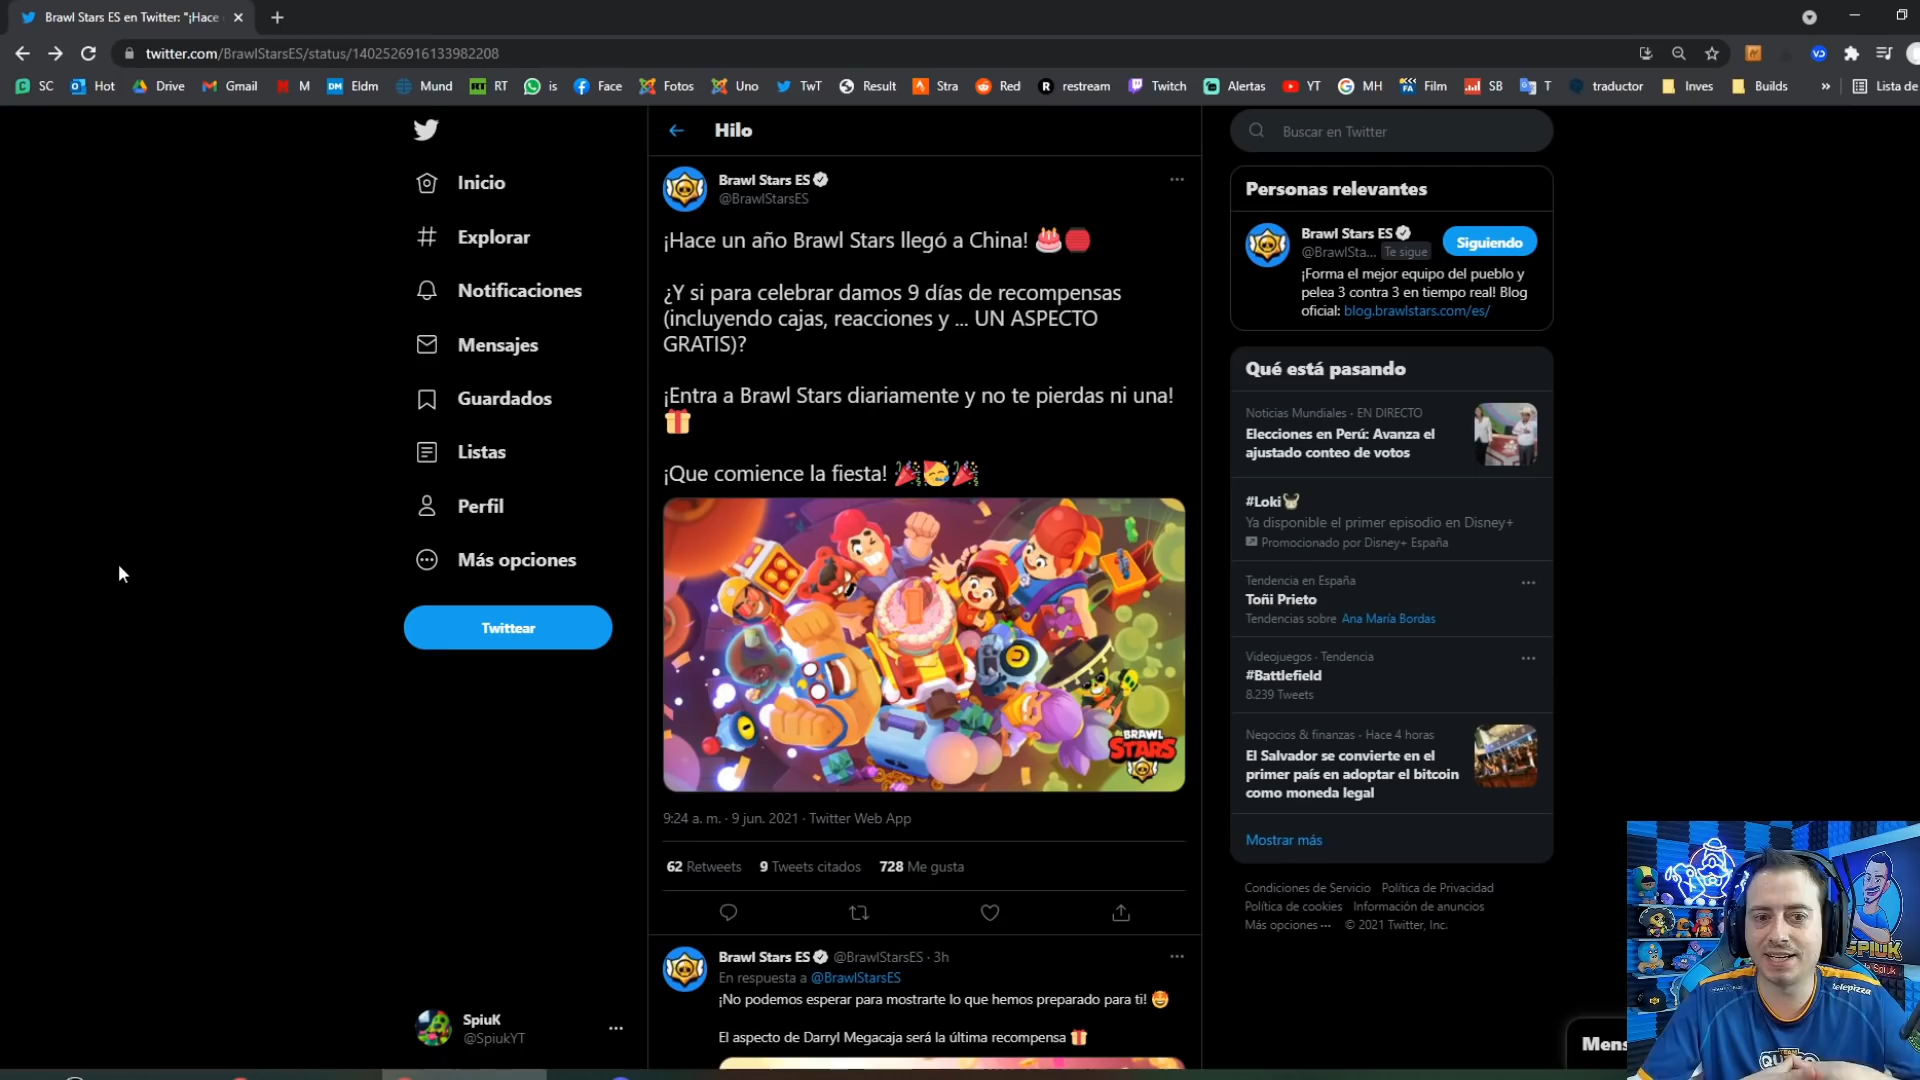 Brawl Stars ES en Twitter: "¡Hace
twitter.com/BrawlStarsES/status/1402526916133982208
SC Hot Drive Gmail M Eldm Mund RT is Face Fotos Uno TwT Result Stra Red restream Twitch Alertas YT MH Film SB T traductor Inves Builds » Lista de
Inicio
Explorar
Notificaciones
Mensajes
Guardados
Listas
Perfil
Más opciones
Twittear
SpiuK
@SpiukYT
Hilo
Brawl Stars ES
@BrawlStarsES
¡Hace un año Brawl Stars llegó a China!
¿Y si para celebrar damos 9 días de recompensas
(incluyendo cajas, reacciones y ... UN ASPECTO
GRATIS)?
¡Entra a Brawl Stars diariamente y no te pierdas ni una!
¡Que comience la fiesta!
BRAWL
STARS
9:24 a. m. · 9 jun. 2021 · Twitter Web App
62 Retweets 9 Tweets citados 728 Me gusta
Brawl Stars ES @BrawlStarsES · 3h
En respuesta a @BrawlStarsES
¡No podemos esperar para mostrarte lo que hemos preparado para ti!
El aspecto de Darryl Megacaja será la última recompensa
Buscar en Twitter
Personas relevantes
Brawl Stars ES
@BrawlSta... Te sigue
Siguiendo
¡Forma el mejor equipo del pueblo y
pelea 3 contra 3 en tiempo real! Blog
oficial: blog.brawlstars.com/es/
Qué está pasando
Noticias Mundiales · EN DIRECTO
Elecciones en Perú: Avanza el
ajustado conteo de votos
#Loki
Ya disponible el primer episodio en Disney+
Promocionado por Disney+ España
Tendencia en España
Toñi Prieto
Tendencias sobre Ana María Bordas
Videojuegos · Tendencia
#Battlefield
8.239 Tweets
Negocios & finanzas · Hace 4 horas
El Salvador se convierte en el
primer país en adoptar el bitcoin
como moneda legal
Mostrar más
Condiciones de Servicio Política de Privacidad
Política de cookies Información de anuncios
Más opciones ··· © 2021 Twitter, Inc.
Mens
SPIUK
Spiuk
telepizza
TEAM